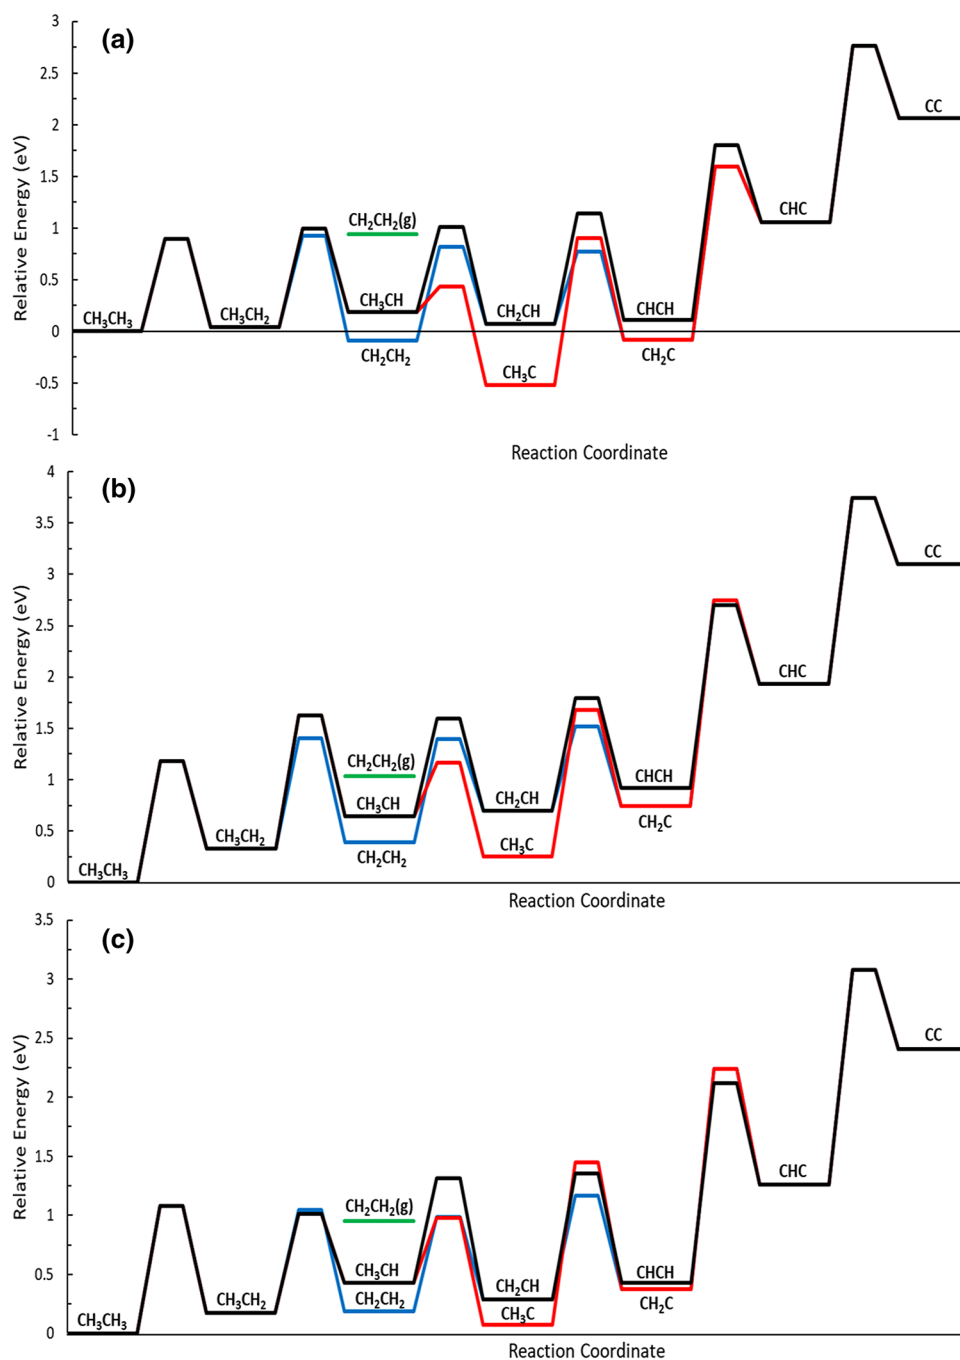 (a)
Relative Energy (eV)
3
2.5
2
1.5
1
0.5
0
-0.5
-1
CH₃CH₃
CH₃CH₂
CH₂CH₂(g)
CH₃CH
CH₂CH₂
CH₂CH
CH₃C
CHCH
CH₂C
CHC
CC
Reaction Coordinate
(b)
Relative Energy (eV)
4
3.5
3
2.5
2
1.5
1
0.5
0
CH₃CH₃
CH₃CH₂
CH₂CH₂(g)
CH₃CH
CH₂CH₂
CH₂CH
CH₃C
CHCH
CH₂C
CHC
CC
Reaction Coordinate
(c)
Relative Energy (eV)
3.5
3
2.5
2
1.5
1
0.5
0
CH₃CH₃
CH₃CH₂
CH₂CH₂(g)
CH₃CH
CH₂CH₂
CH₂CH
CH₃C
CHCH
CH₂C
CHC
CC
Reaction Coordinate